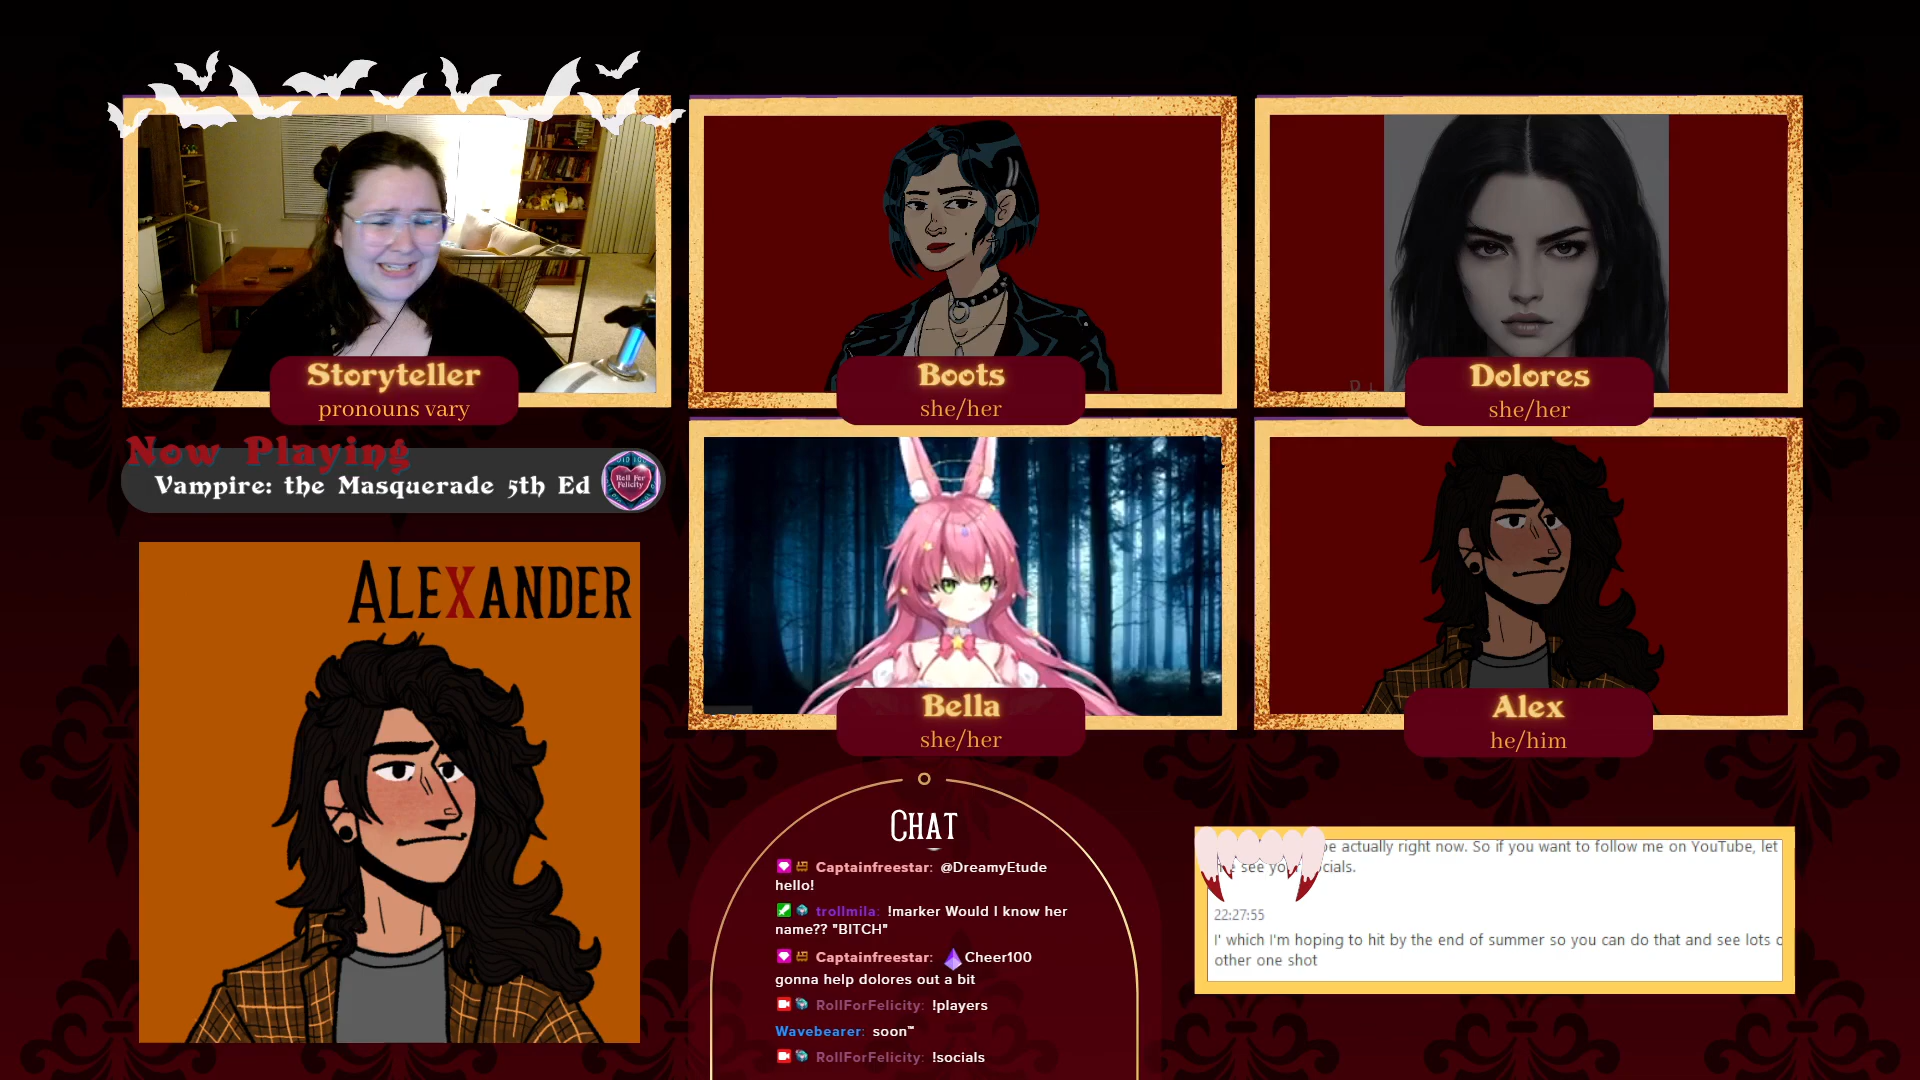 Storyteller
pronouns vary
Boots
she/her
Dolores
she/her
Now Playing
Vampire: the Masquerade 5th Ed
Roll For
Felicity
Bella
she/her
Alex
he/him
ALEXANDER
CHAT
Captainfreestar: @DreamyEtude
hello!
trollmila: !marker Would I know her
name?? "BITCH"
Captainfreestar: Cheer100
gonna help dolores out a bit
RollForFelicity: !players
Wavebearer: soon™
RollForFelicity: !socials
actually right now. So if you want to follow me on YouTube, let
see
22:27:55
I' which I'm hoping to hit by the end of summer so you can do that and see lots
other one shot